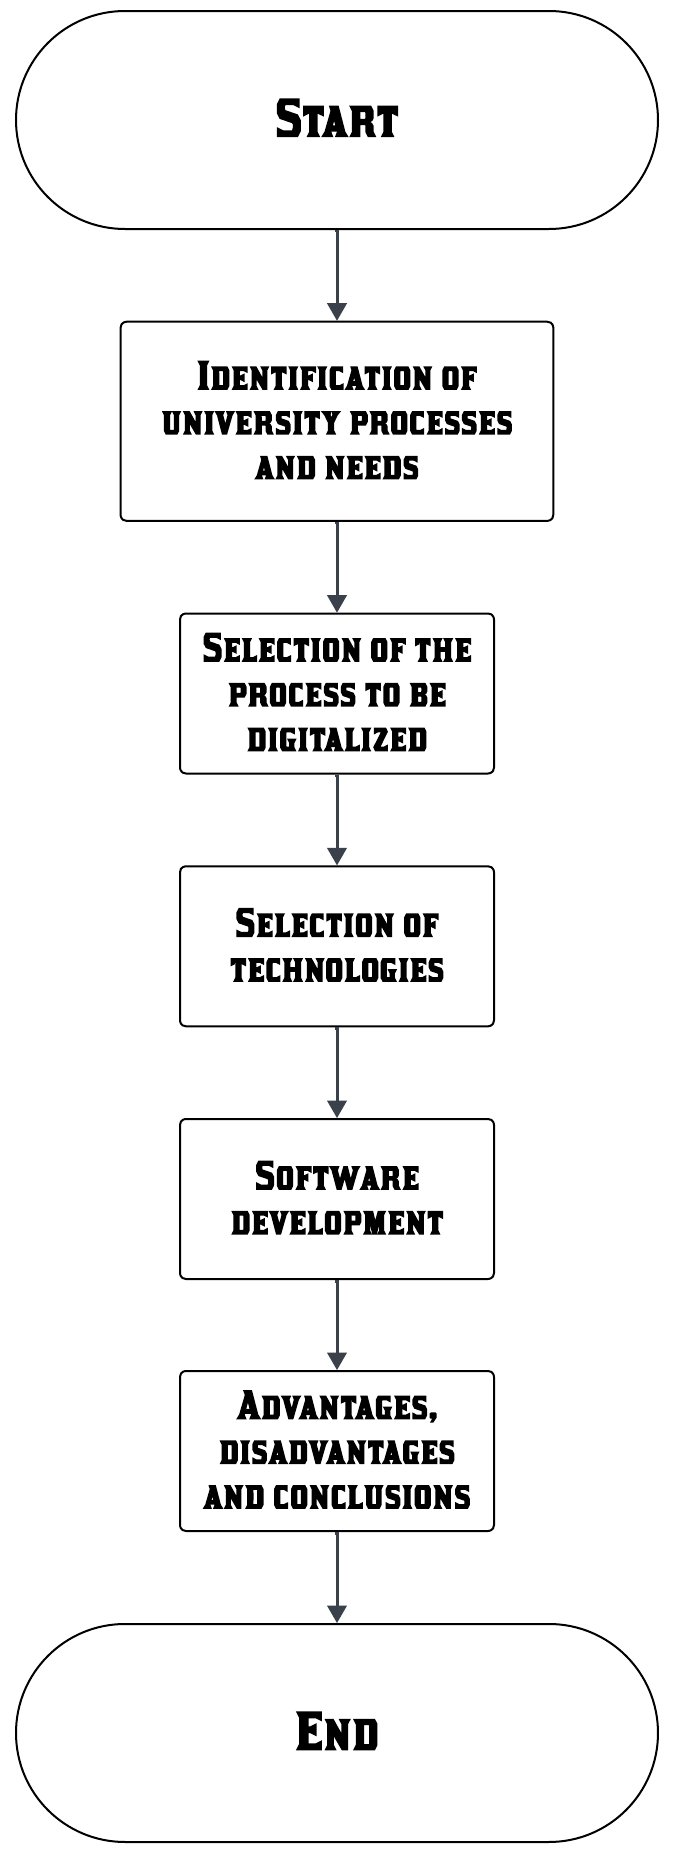 Start
Identification of
university processes
and needs
Selection of the
process to be
digitalized
Selection of
technologies
Software
development
Advantages,
disadvantages
and conclusions
End